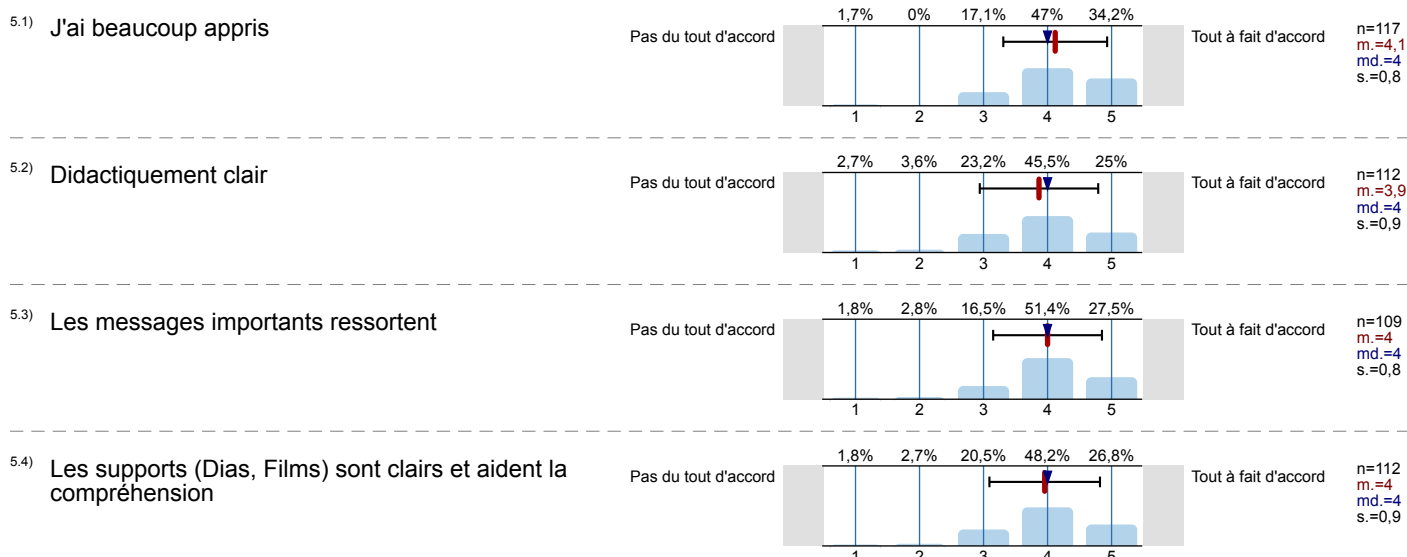 5.1) J'ai beaucoup appris
Pas du tout d'accord
1,7% 0% 17,1% 47% 34,2%
1 2 3 4 5
Tout à fait d'accord
n=117
m.=4,1
md.=4
s.=0,8
5.2) Didactiquement clair
Pas du tout d'accord
2,7% 3,6% 23,2% 45,5% 25%
1 2 3 4 5
Tout à fait d'accord
n=112
m.=3,9
md.=4
s.=0,9
5.3) Les messages importants ressortent
Pas du tout d'accord
1,8% 2,8% 16,5% 51,4% 27,5%
1 2 3 4 5
Tout à fait d'accord
n=109
m.=4
md.=4
s.=0,8
5.4) Les supports (Dias, Films) sont clairs et aident la
compréhension
Pas du tout d'accord
1,8% 2,7% 20,5% 48,2% 26,8%
1 2 3 4 5
Tout à fait d'accord
n=112
m.=4
md.=4
s.=0,9